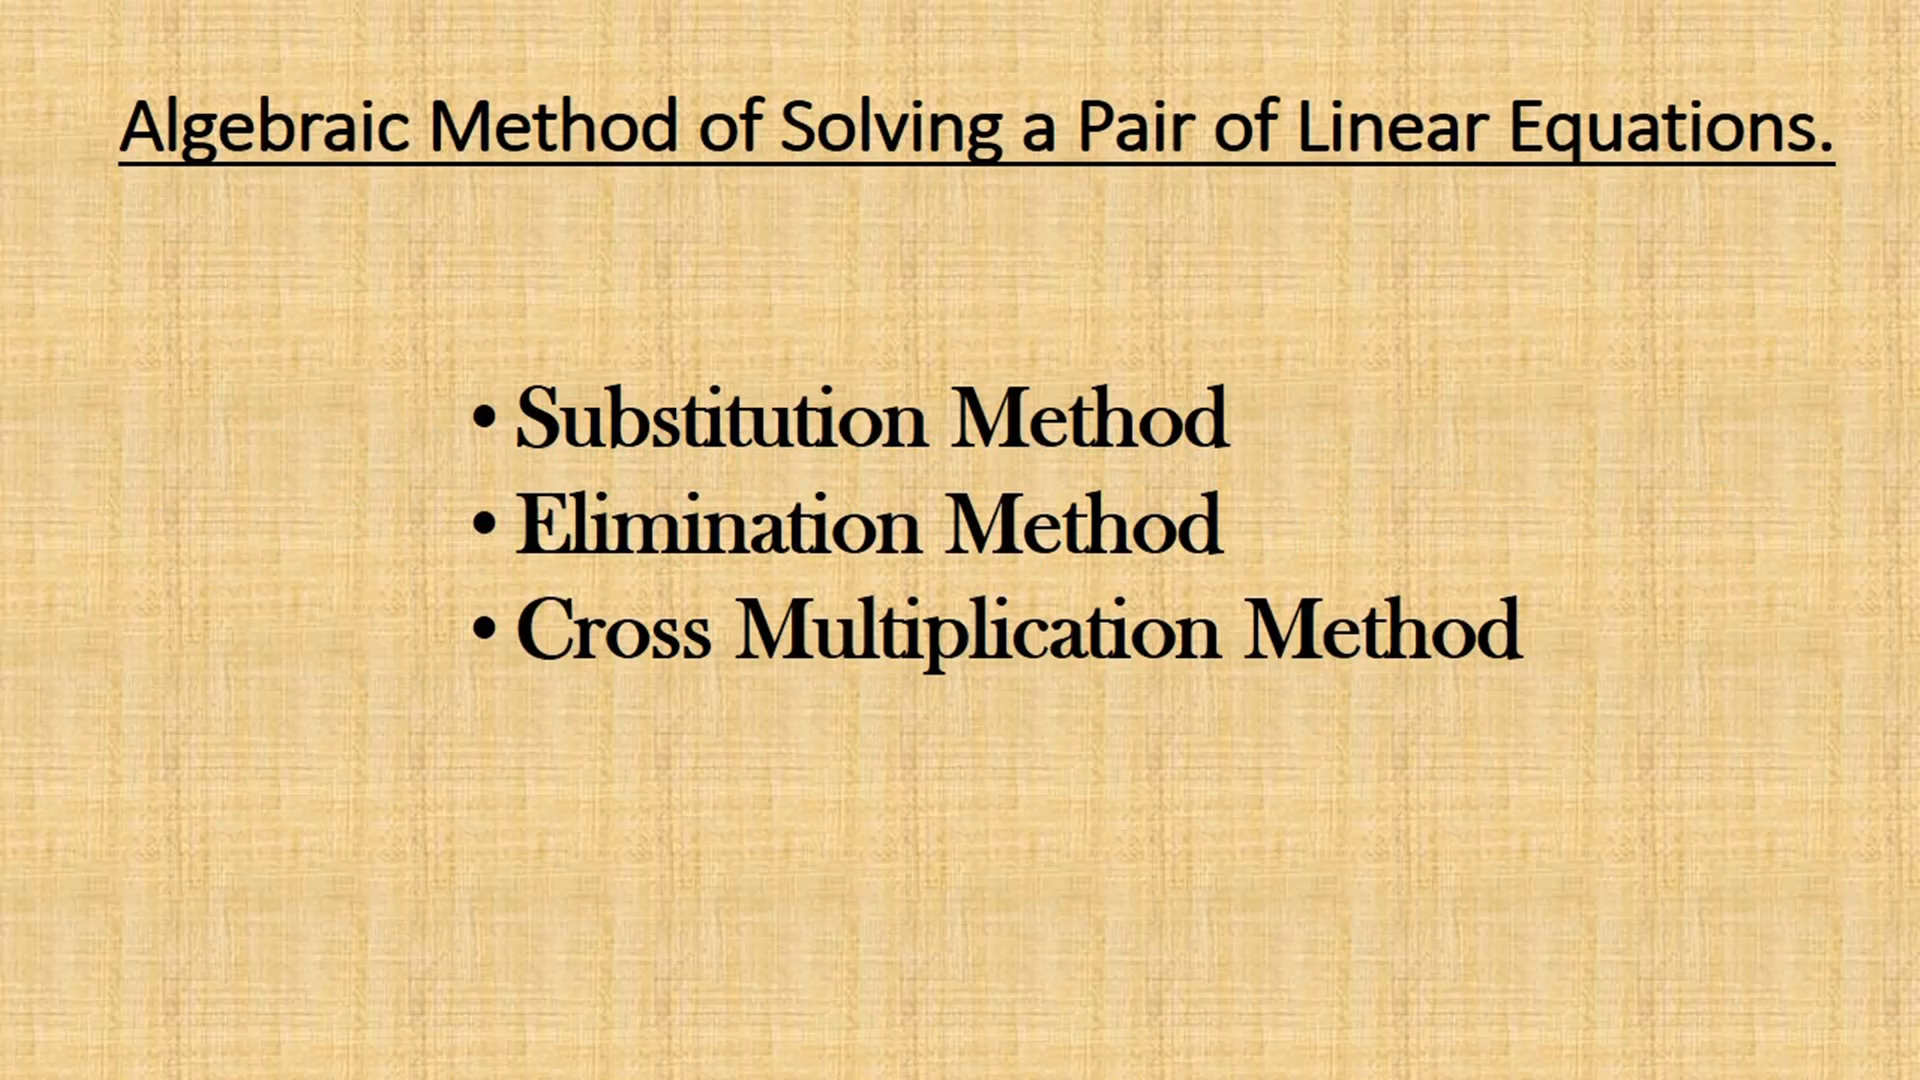 Algebraic Method of Solving a Pair of Linear Equations.
• Substitution Method
• Elimination Method
• Cross Multiplication Method